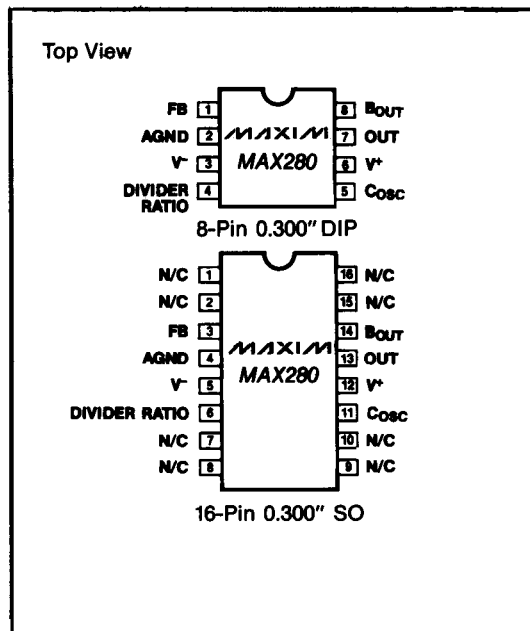 Top View
FB 1 8 BOUT
AGND 2 MAXIM 7 OUT
V- 3 MAX280 6 V+
DIVIDER RATIO 4 5 COSC
8-Pin 0.300" DIP
N/C 1 16 N/C
N/C 2 15 N/C
FB 3 14 BOUT
AGND 4 MAXIM 13 OUT
V- 5 MAX280 12 V+
DIVIDER RATIO 6 11 COSC
N/C 7 10 N/C
N/C 8 9 N/C
16-Pin 0.300" SO